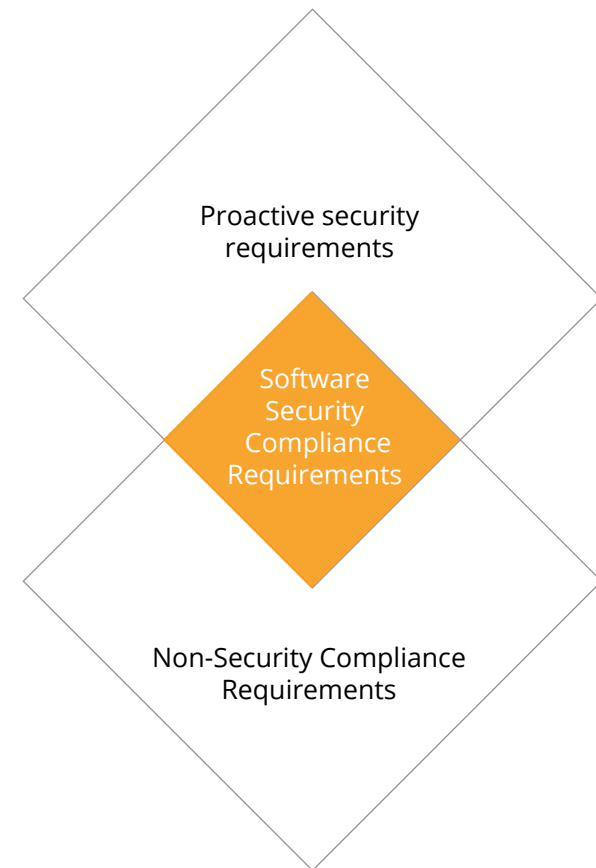 Proactive security
requirements
Software
Security
Compliance
Requirements
Non-Security Compliance
Requirements